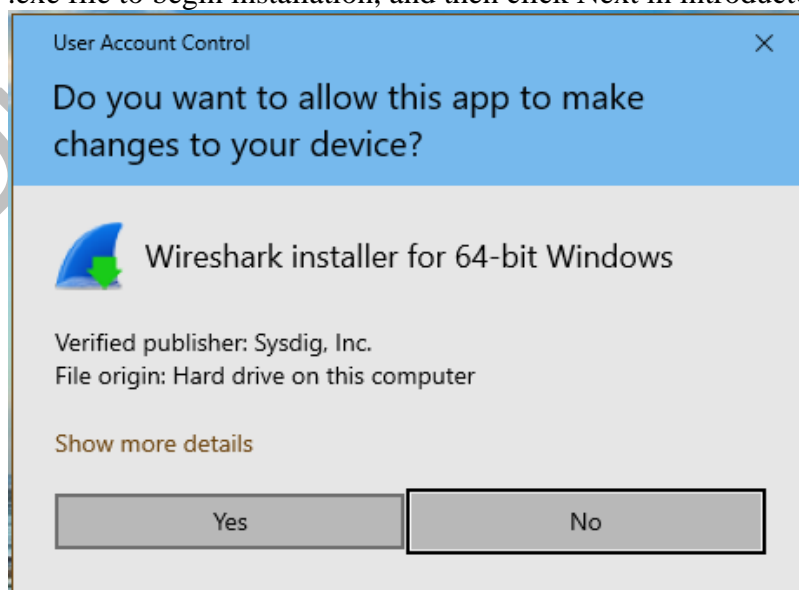 .exe file to begin installation, and then click Next in
User Account Control
Do you want to allow this app to make
changes to your device?
Wireshark installer for 64-bit Windows
Verified publisher: Sysdig, Inc.
File origin: Hard drive on this computer
Show more details
Yes
No